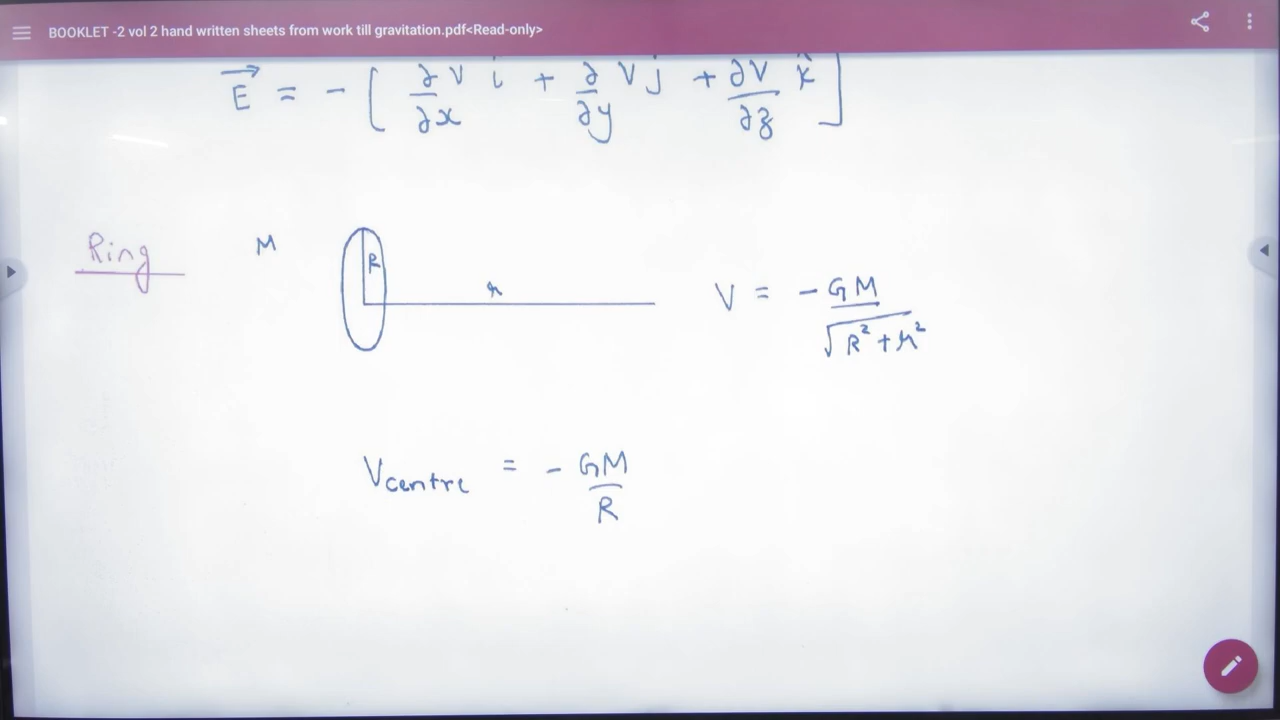 BOOKLET -2 vol 2 hand written sheets from work till gravitation.pdf<Read-only>
E⃗ = - [ ∂V/∂x i + ∂/∂y V j + ∂V/∂z k̂ ]
Ring M R r V = - GM/√(R² + r²)
Vcentre = - GM/R